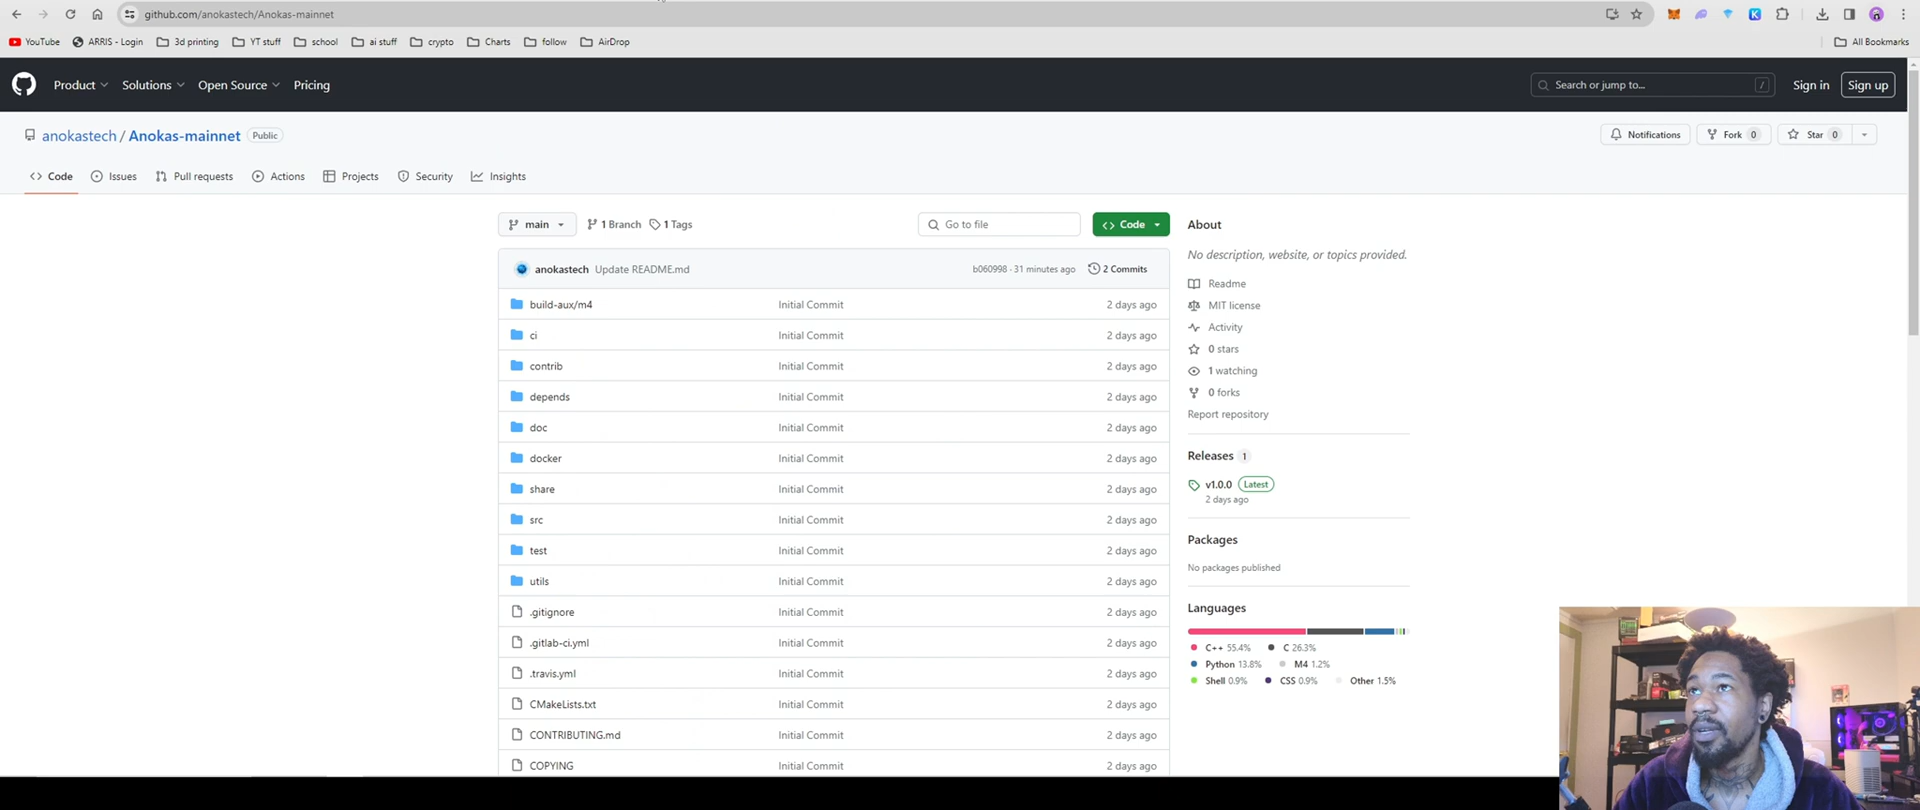 github.com/anokastech/Anokas-mainnet
YouTube ARRIS - Login 3d printing YT stuff school ai stuff crypto Charts follow AirDrop All Bookmarks
Product Solutions Open Source Pricing Search or jump to... / Sign in Sign up
anokastech / Anokas-mainnet Public Notifications Fork 0 Star 0
Code Issues Pull requests Actions Projects Security Insights
main 1 Branch 1 Tags Go to file Code
anokastech Update README.md b060998 · 31 minutes ago 2 Commits
build-aux/m4 Initial Commit 2 days ago
ci Initial Commit 2 days ago
contrib Initial Commit 2 days ago
depends Initial Commit 2 days ago
doc Initial Commit 2 days ago
docker Initial Commit 2 days ago
share Initial Commit 2 days ago
src Initial Commit 2 days ago
test Initial Commit 2 days ago
utils Initial Commit 2 days ago
.gitignore Initial Commit 2 days ago
.gitlab-ci.yml Initial Commit 2 days ago
.travis.yml Initial Commit 2 days ago
CMakeLists.txt Initial Commit 2 days ago
CONTRIBUTING.md Initial Commit 2 days ago
COPYING Initial Commit 2 days ago
About
No description, website, or topics provided.
Readme
MIT license
Activity
0 stars
1 watching
0 forks
Report repository
Releases 1
v1.0.0 Latest
2 days ago
Packages
No packages published
Languages
C++ 55.4% C 26.3%
Python 13.8% M4 1.2%
Shell 0.9% CSS 0.9% Other 1.5%